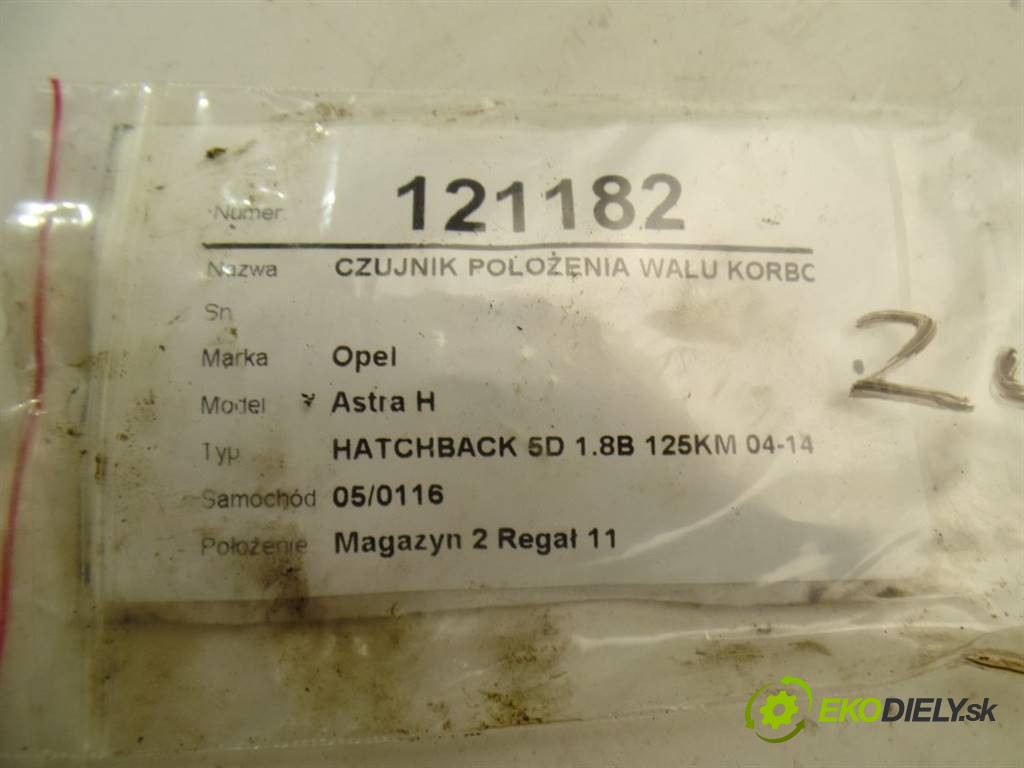 Numer: 121182
Nazwa CZUJNIK POLOŻENIA WALU KORBC
Sn
Marka Opel
Model Astra H
Typ HATCHBACK 5D 1.8B 125KM 04-14
Samochód 05/0116
Położenie Magazyn 2 Regał 11
EKODIELY.sk